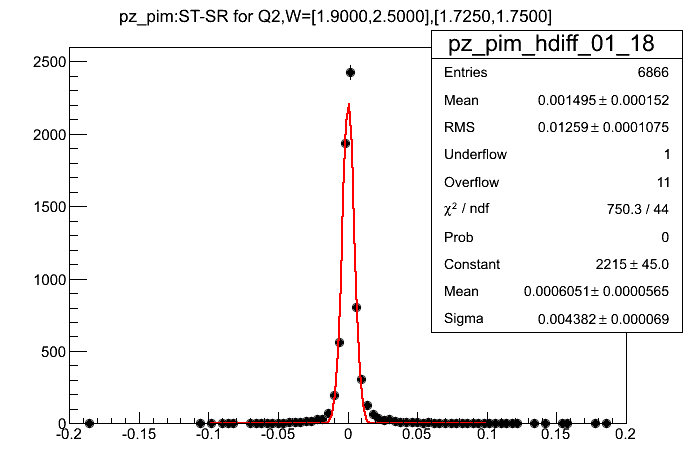 pz_pim:ST-SR for Q2,W=[1.9000,2.5000],[1.7250,1.7500]
pz_pim_hdiff_01_18
Entries 6866
Mean 0.001495 ± 0.000152
RMS 0.01259 ± 0.0001075
Underflow 1
Overflow 11
χ² / ndf 750.3 / 44
Prob 0
Constant 2215 ± 45.0
Mean 0.0006051 ± 0.0000565
Sigma 0.004382 ± 0.000069
2500
2000
1500
1000
500
0
-0.2 -0.15 -0.1 -0.05 0 0.05 0.1 0.15 0.2